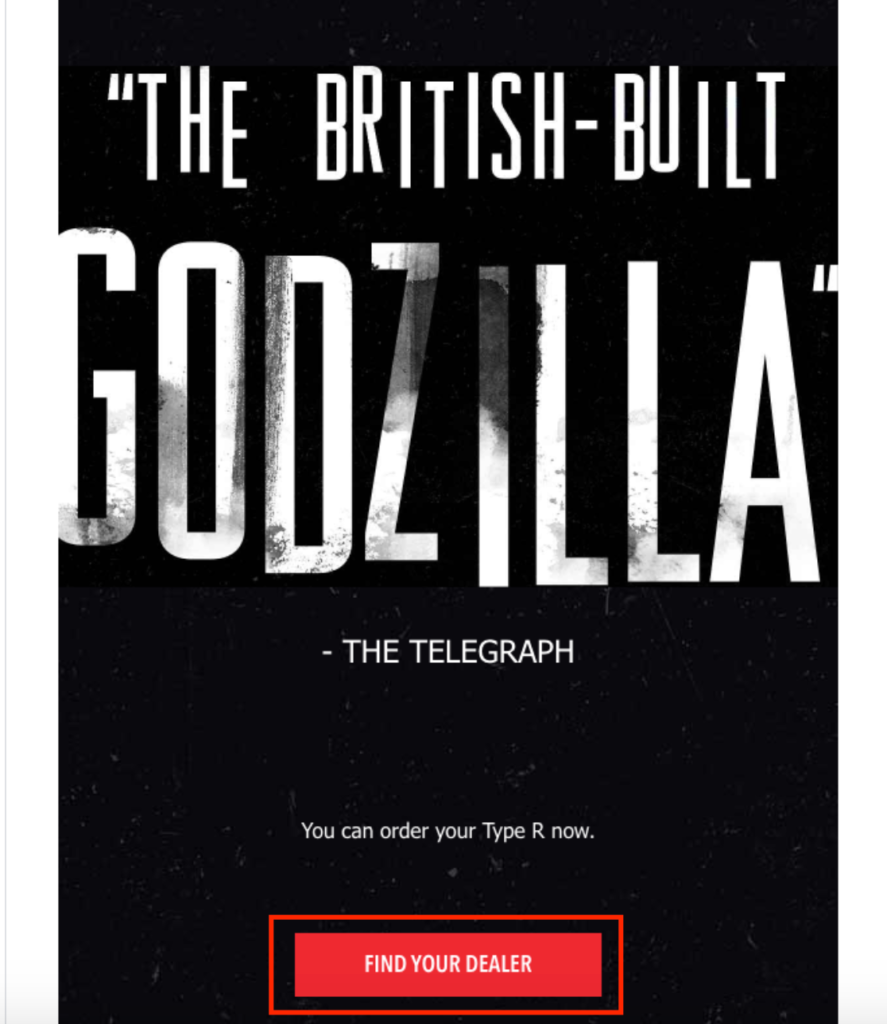 "THE BRITISH-BUILT
GODZILLA"
- THE TELEGRAPH
You can order your Type R now.
FIND YOUR DEALER